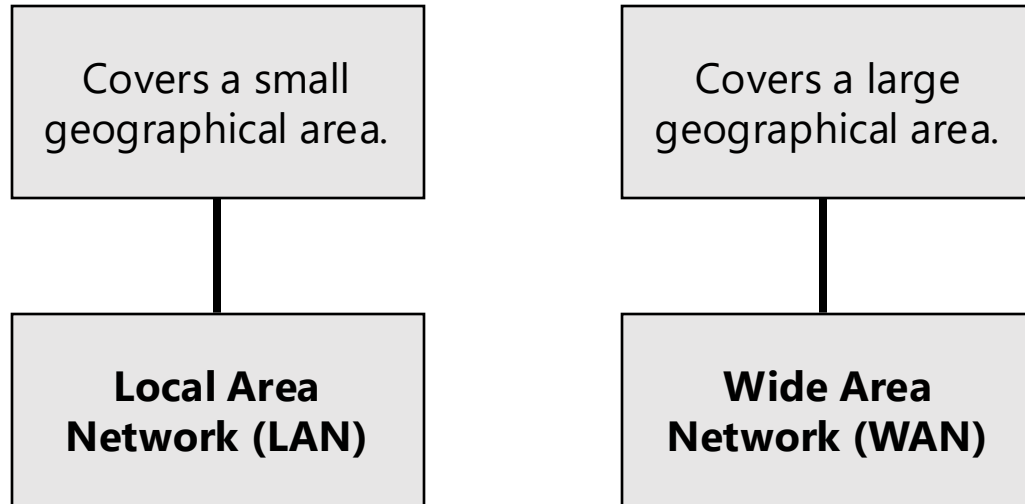 Covers a small
geographical area.
Covers a large
geographical area.
Local Area
Network (LAN)
Wide Area
Network (WAN)